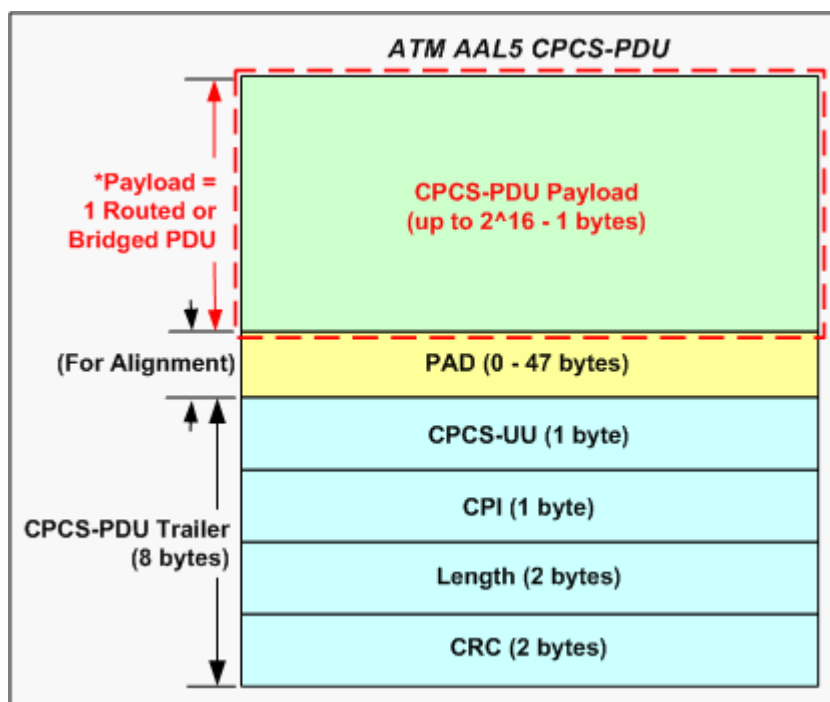 ATM AAL5 CPCS-PDU
*Payload =
1 Routed or
Bridged PDU
CPCS-PDU Payload
(up to 2^16 - 1 bytes)
(For Alignment)
PAD (0 - 47 bytes)
CPCS-PDU Trailer
(8 bytes)
CPCS-UU (1 byte)
CPI (1 byte)
Length (2 bytes)
CRC (2 bytes)